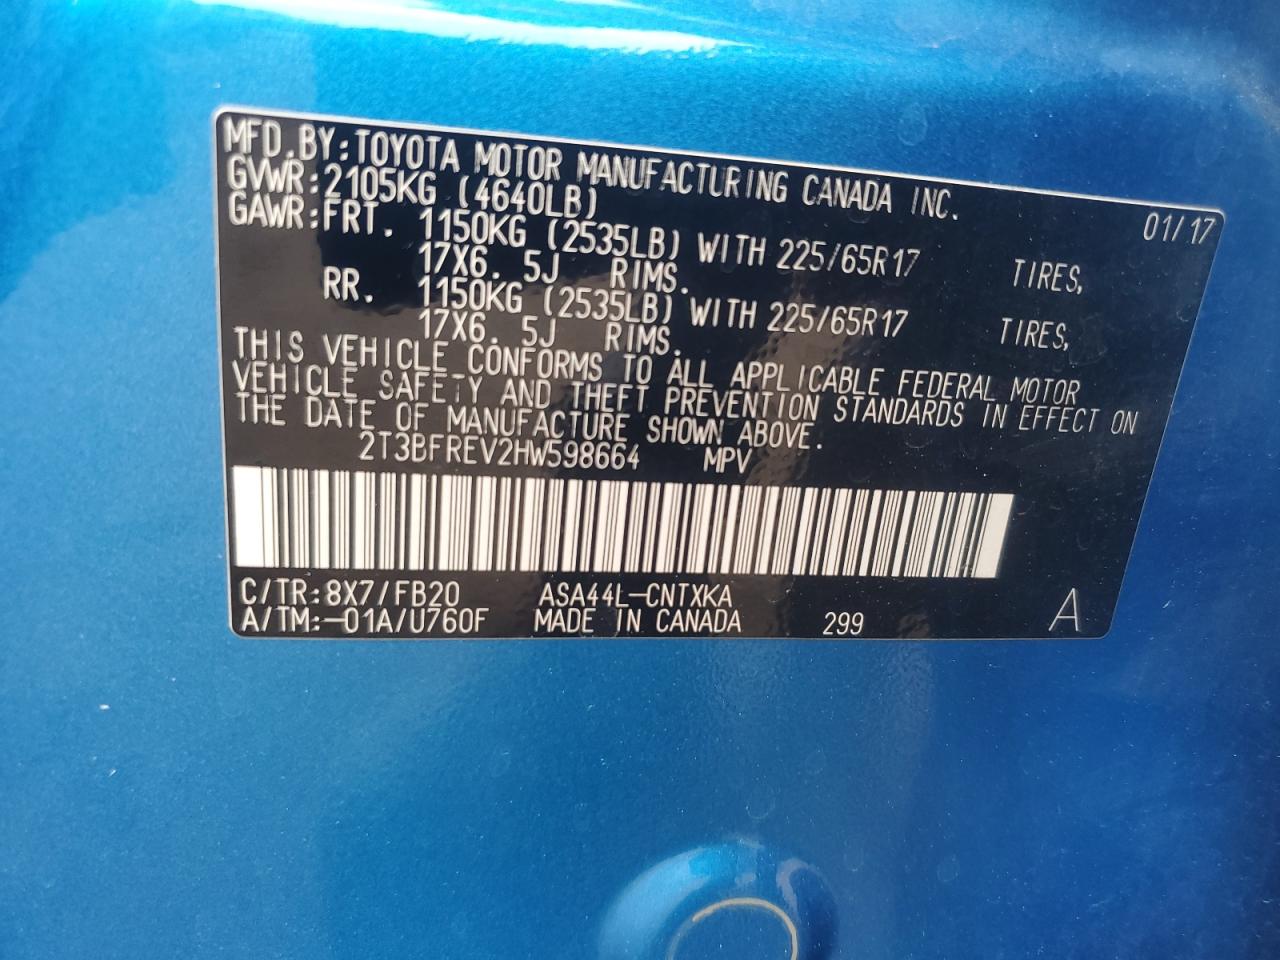 MFD.BY:TOYOTA MOTOR MANUFACTURING CANADA INC. 01/17
GVWR:2105KG (4640LB)
GAWR:FRT. 1150KG (2535LB) WITH 225/65R17 TIRES,
17X6. 5J RIMS.
RR. 1150KG (2535LB) WITH 225/65R17 TIRES,
17X6. 5J RIMS.
THIS VEHICLE CONFORMS TO ALL APPLICABLE FEDERAL MOTOR
VEHICLE SAFETY AND THEFT PREVENTION STANDARDS IN EFFECT ON
THE DATE OF MANUFACTURE SHOWN ABOVE.
2T3BFREV2HW598664 MPV
C/TR:8X7/FB20 ASA44L-CNTXKA
A/TM:-01A/U760F MADE IN CANADA 299 A